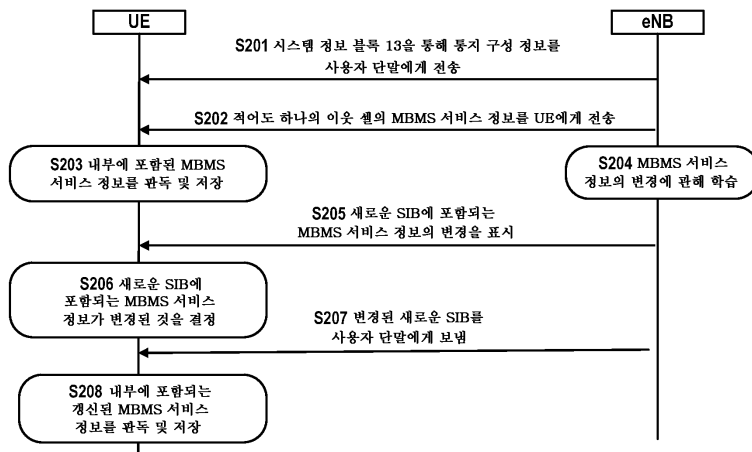 UE
eNB
S201 시스템 정보 블록 13을 통해 통지 구성 정보를
사용자 단말에게 전송
S202 적어도 하나의 이웃 셀의 MBMS 서비스 정보를 UE에게 전송
S203 내부에 포함된 MBMS
서비스 정보를 판독 및 저장
S204 MBMS 서비스
정보의 변경에 관해 학습
S205 새로운 SIB에 포함되는
MBMS 서비스 정보의 변경을 표시
S206 새로운 SIB에
포함되는 MBMS 서비스
정보가 변경된 것을 결정
S207 변경된 새로운 SIB를
사용자 단말에게 보냄
S208 내부에 포함되는
갱신된 MBMS 서비스
정보를 판독 및 저장